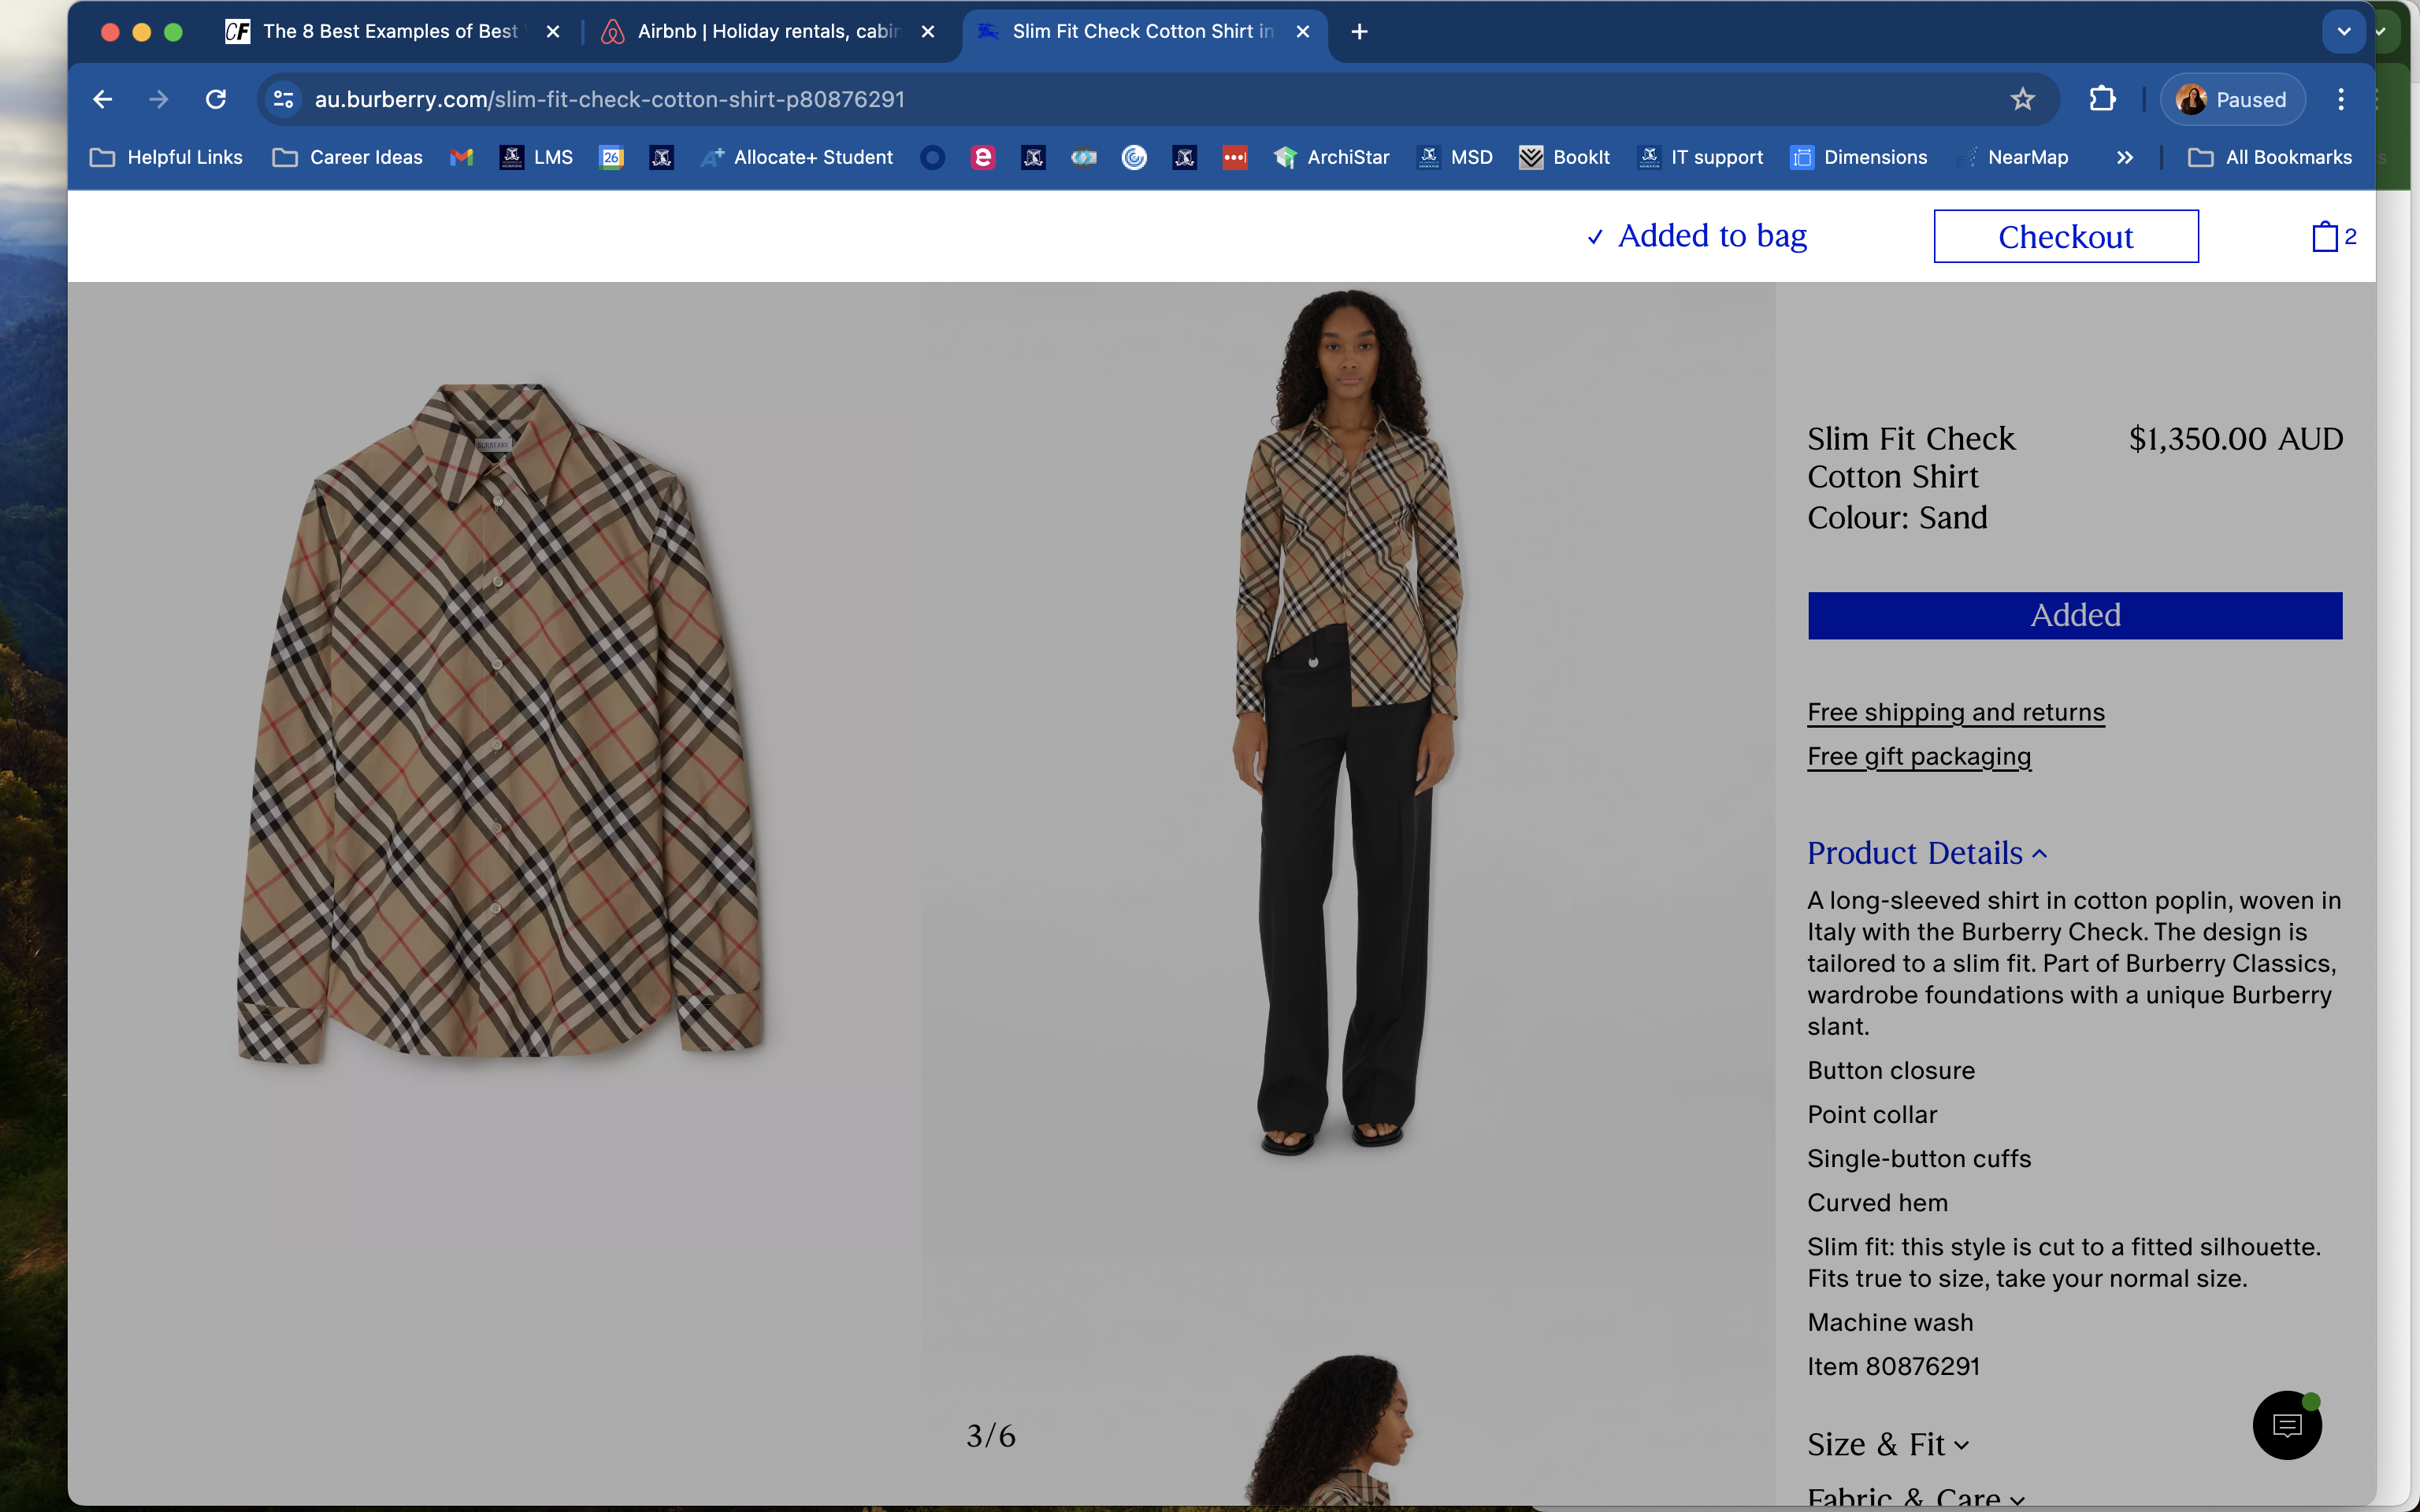 The 8 Best Examples of Best
Airbnb | Holiday rentals, cabin
Slim Fit Check Cotton Shirt in
au.burberry.com/slim-fit-check-cotton-shirt-p80876291
Paused
Helpful Links
Career Ideas
LMS
26
Allocate+ Student
ArchiStar
MSD
BookIt
IT support
Dimensions
NearMap
All Bookmarks
Added to bag
Checkout
2
BURBERRY
Slim Fit Check
Cotton Shirt
$1,350.00 AUD
Colour: Sand
Added
Free shipping and returns
Free gift packaging
Product Details
A long-sleeved shirt in cotton poplin, woven in
Italy with the Burberry Check. The design is
tailored to a slim fit. Part of Burberry Classics,
wardrobe foundations with a unique Burberry
slant.
Button closure
Point collar
Single-button cuffs
Curved hem
Slim fit: this style is cut to a fitted silhouette.
Fits true to size, take your normal size.
Machine wash
Item 80876291
3/6
Size & Fit
Fabric & Care